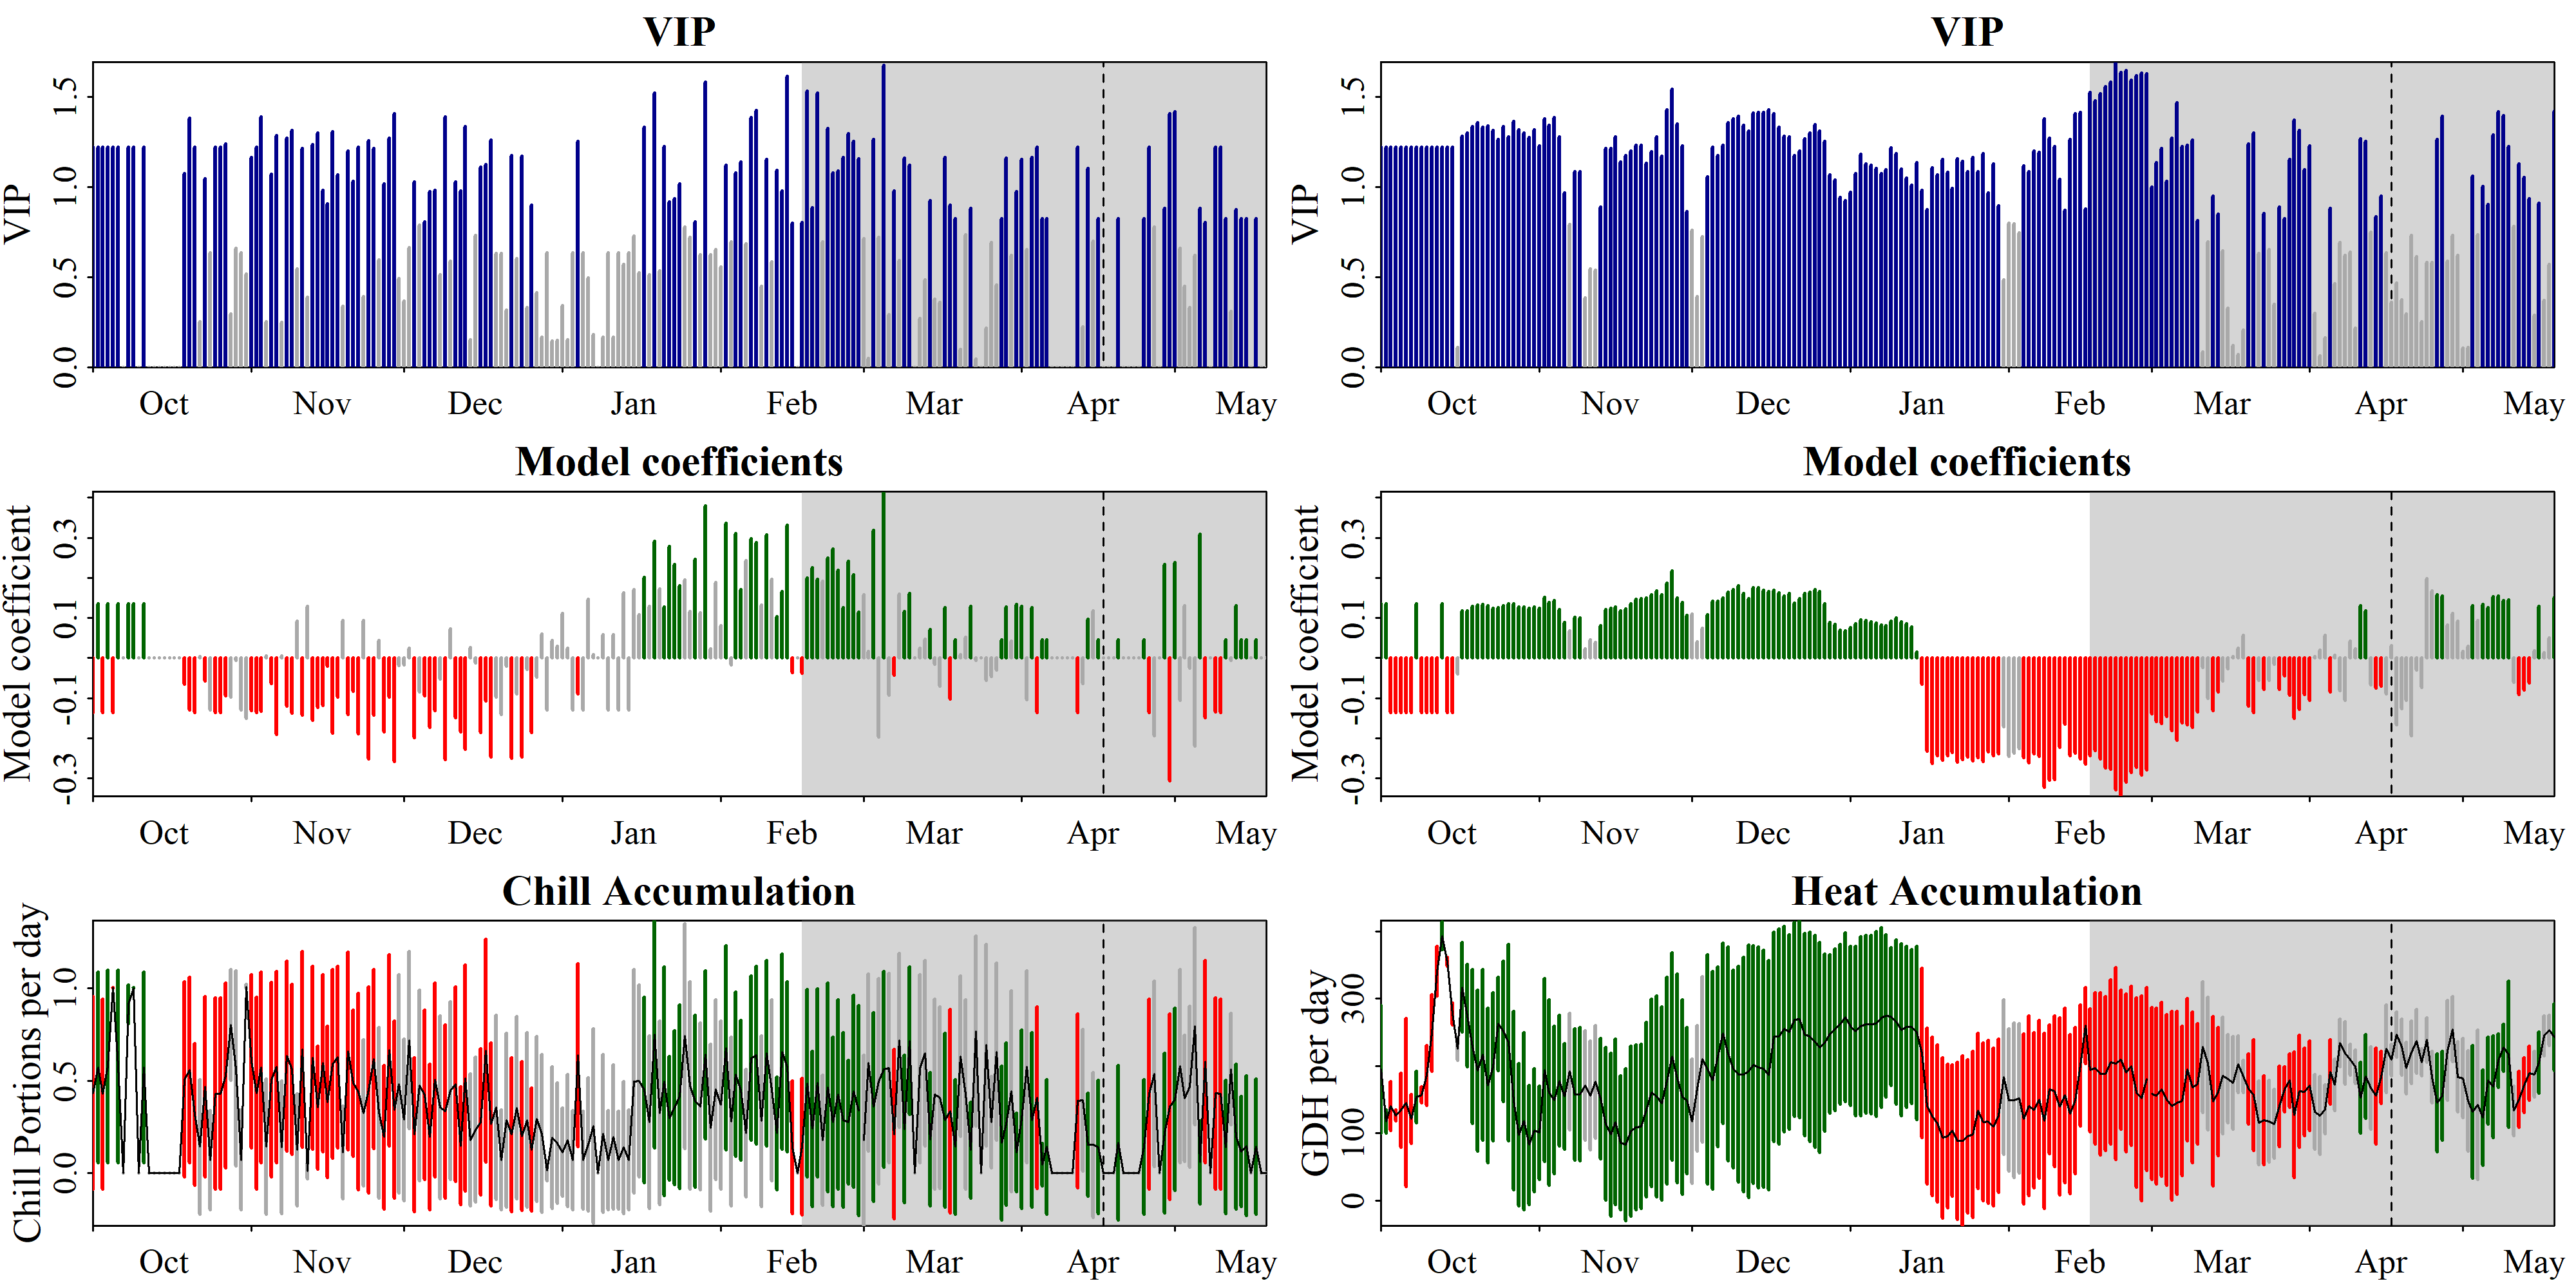 VIP
VIP
0.0 0.5 1.0 1.5
Oct Nov Dec Jan Feb Mar Apr May
VIP
VIP
0.0 0.5 1.0 1.5
Oct Nov Dec Jan Feb Mar Apr May
Model coefficients
Model coefficient
-0.3 -0.1 0.1 0.3
Oct Nov Dec Jan Feb Mar Apr May
Model coefficients
Model coefficient
-0.3 -0.1 0.1 0.3
Oct Nov Dec Jan Feb Mar Apr May
Chill Accumulation
Chill Portions per day
0.0 0.5 1.0
Oct Nov Dec Jan Feb Mar Apr May
Heat Accumulation
GDH per day
0 100 300
Oct Nov Dec Jan Feb Mar Apr May